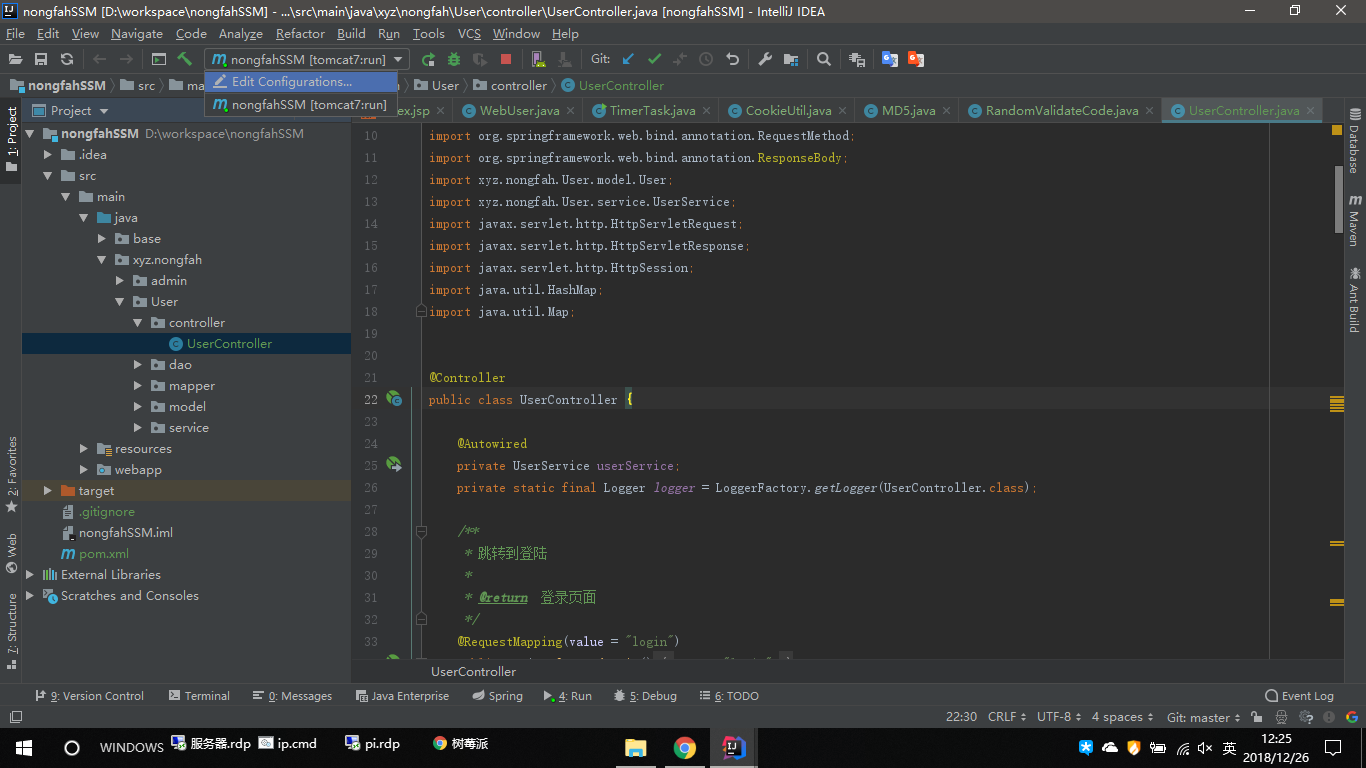 nongfahSSM [D:\workspace\nongfahSSM] - ...\src\main\java\xyz\nongfah\User\controller\UserController.java [nongfahSSM] - IntelliJ IDEA
File Edit View Navigate Code Analyze Refactor Build Run Tools VCS Window Help
nongfahSSM [tomcat7:run] Git:
Edit Configurations...
nongfahSSM [tomcat7:run]
nongfahSSM src User controller UserController
Project
WebUser.java TimerTask.java CookieUtil.java MD5.java RandomValidateCode.java UserController.java
nongfahSSM D:\workspace\nongfahSSM
.idea
src
main
java
base
xyz.nongfah
admin
User
controller
UserController
dao
mapper
model
service
resources
webapp
target
.gitignore
nongfahSSM.iml
pom.xml
External Libraries
Scratches and Consoles
10 import org.springframework.web.bind.annotation.RequestMethod;
11 import org.springframework.web.bind.annotation.ResponseBody;
12 import xyz.nongfah.User.model.User;
13 import xyz.nongfah.User.service.UserService;
14 import javax.servlet.http.HttpServletRequest;
15 import javax.servlet.http.HttpServletResponse;
16 import javax.servlet.http.HttpSession;
17 import java.util.HashMap;
18 import java.util.Map;
19
20
21 @Controller
22 public class UserController {
23
24 @Autowired
25 private UserService userService;
26 private static final Logger logger = LoggerFactory.getLogger(UserController.class);
27
28 /**
29 * 跳转到登陆
30 *
31 * @return 登录页面
32 */
33 @RequestMapping(value = "login")
UserController
1: Project
2: Favorites
Web
7: Structure
Database
Maven
Ant Build
9: Version Control Terminal 0: Messages Java Enterprise Spring 4: Run 5: Debug 6: TODO Event Log
22:30 CRLF UTF-8 4 spaces Git: master
WINDOWS 服务器.rdp ip.cmd pi.rdp 树莓派 英
12:25
2018/12/26